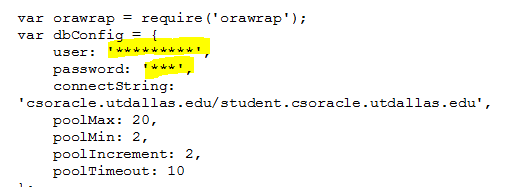 var orawrap = require('orawrap');
var dbConfig = {
user: '*********',
password: '***',
connectString:
'csoracle.utdallas.edu/student.csoracle.utdallas.edu',
poolMax: 20,
poolMin: 2,
poolIncrement: 2,
poolTimeout: 10
};